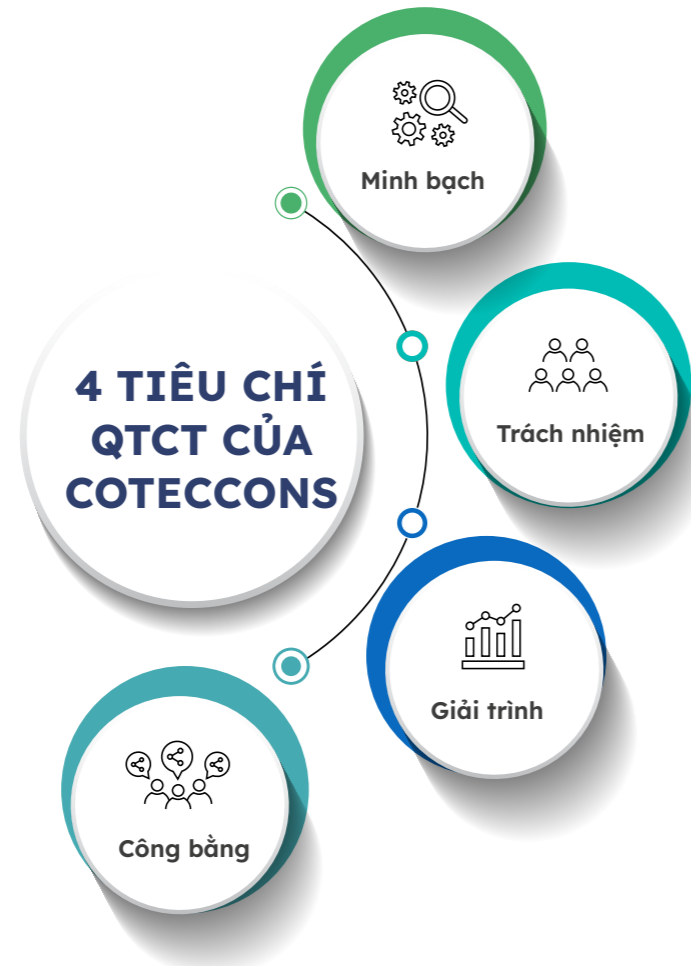 Minh bạch
4 TIÊU CHÍ
QTCT CỦA
COTECCONS
Trách nhiệm
Giải trình
Công bằng